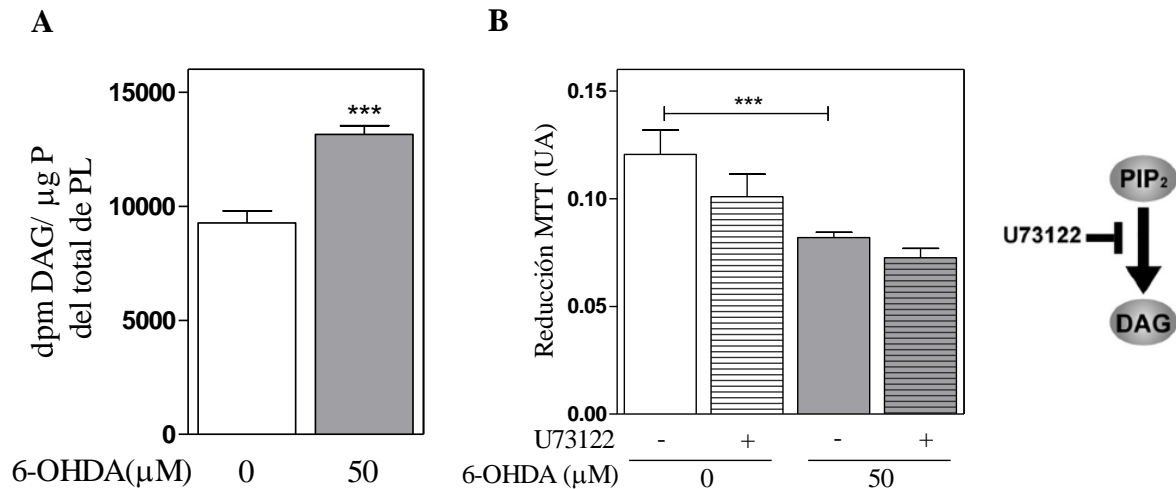 A
dpm DAG/ μg P
del total de PL
15000
10000
5000
0
***
6-OHDA(μM) 0 50
B
Reducción MTT (UA)
0.15
0.10
0.05
0.00
***
U73122 - + - +
6-OHDA (μM) 0 50
PIP₂
U73122
DAG